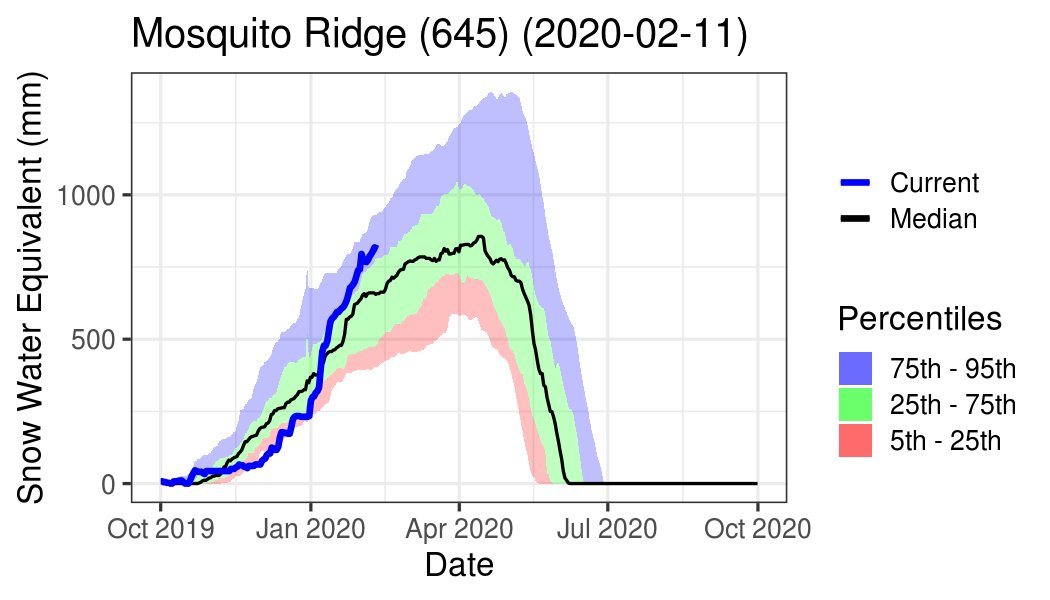 Mosquito Ridge (645) (2020-02-11)
Snow Water Equivalent (mm)
1000
500
0
Oct 2019 Jan 2020 Apr 2020 Jul 2020 Oct 2020
Date
Current
Median
Percentiles
75th - 95th
25th - 75th
5th - 25th